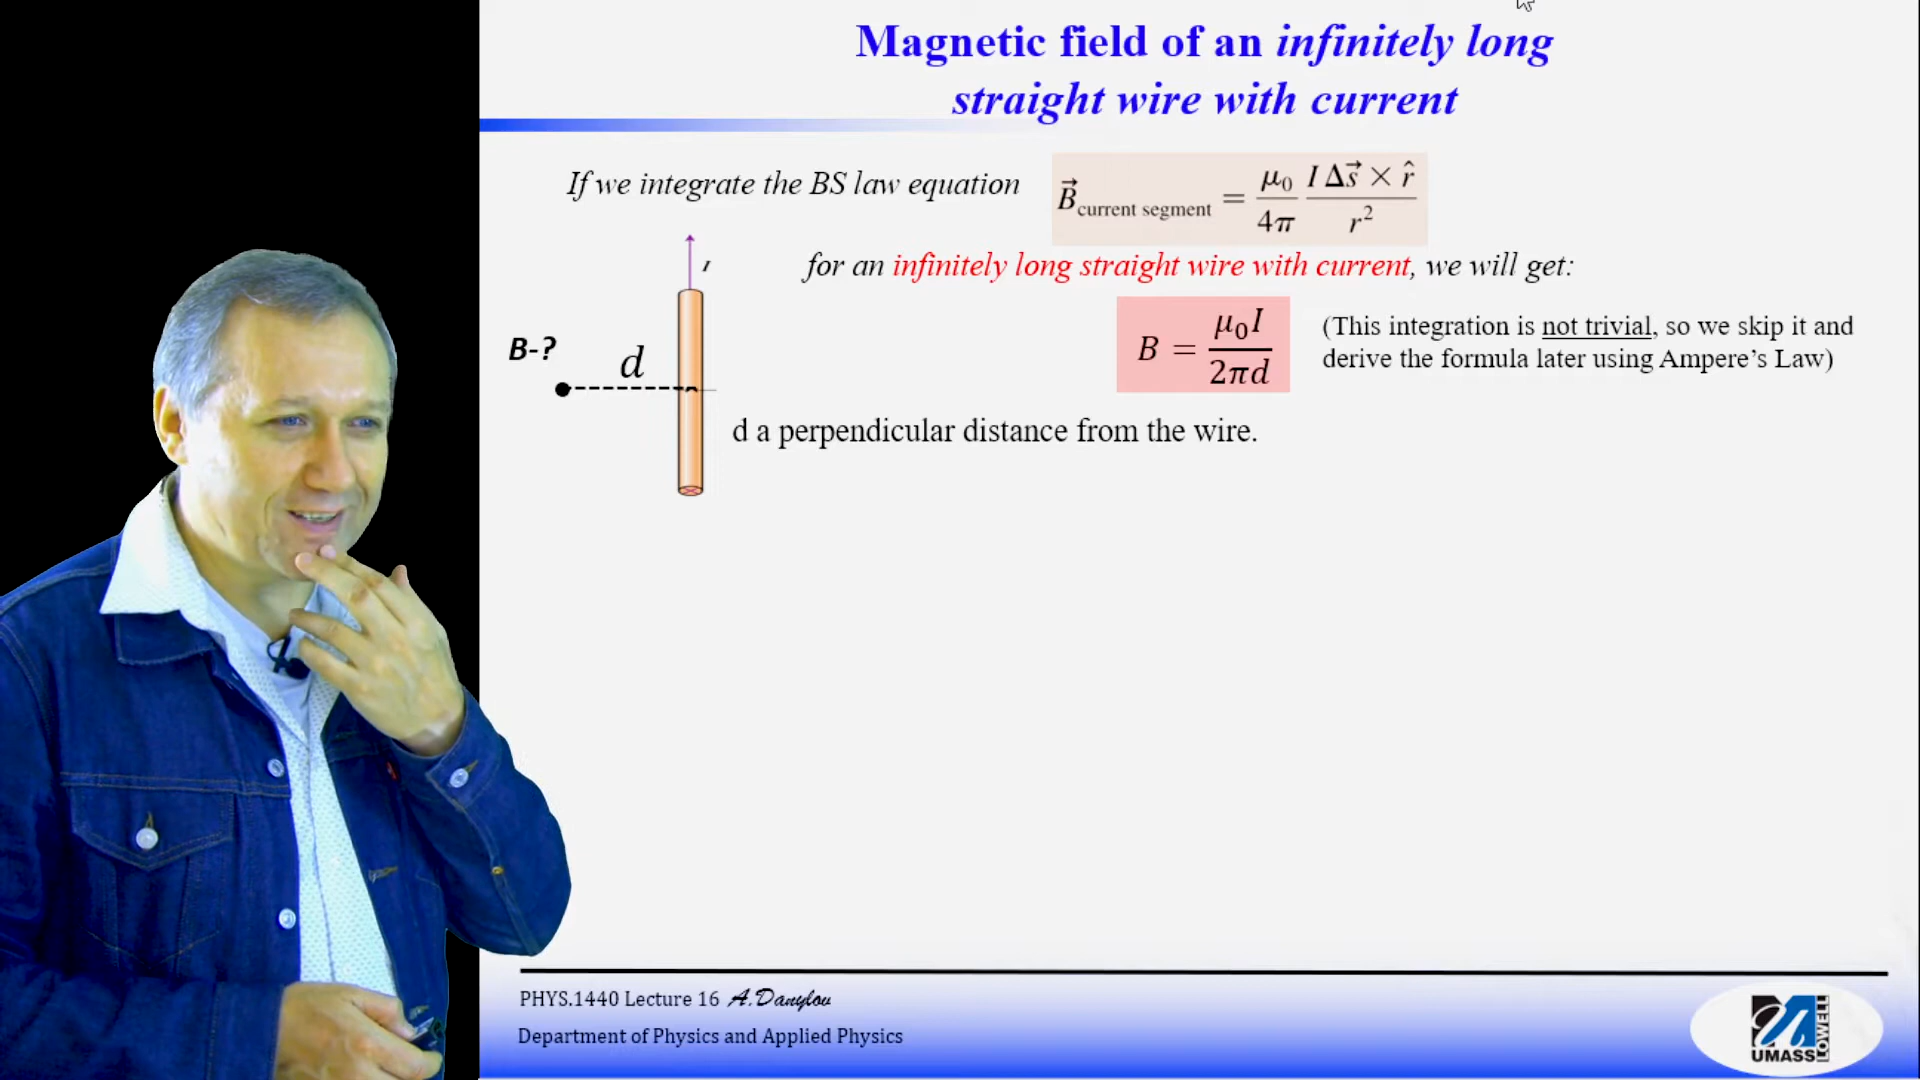 Magnetic field of an infinitely long
straight wire with current
If we integrate the BS law equation
B⃗ current segment = μ0/4π I Δs⃗ × r̂ / r²
for an infinitely long straight wire with current, we will get:
I
B-?
d
B = μ0I / 2πd
(This integration is not trivial, so we skip it and
derive the formula later using Ampere’s Law)
d a perpendicular distance from the wire.
PHYS.1440 Lecture 16 A.Danylov
Department of Physics and Applied Physics
UMASS
LOWELL